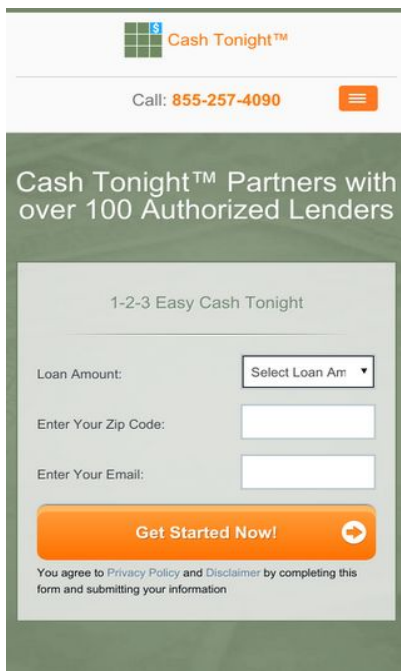 $
Cash Tonight™
Call: 855-257-4090
Cash Tonight™ Partners with
over 100 Authorized Lenders
1-2-3 Easy Cash Tonight
Loan Amount:
Select Loan Am
Enter Your Zip Code:
Enter Your Email:
Get Started Now!
You agree to Privacy Policy and Disclaimer by completing this
form and submitting your information